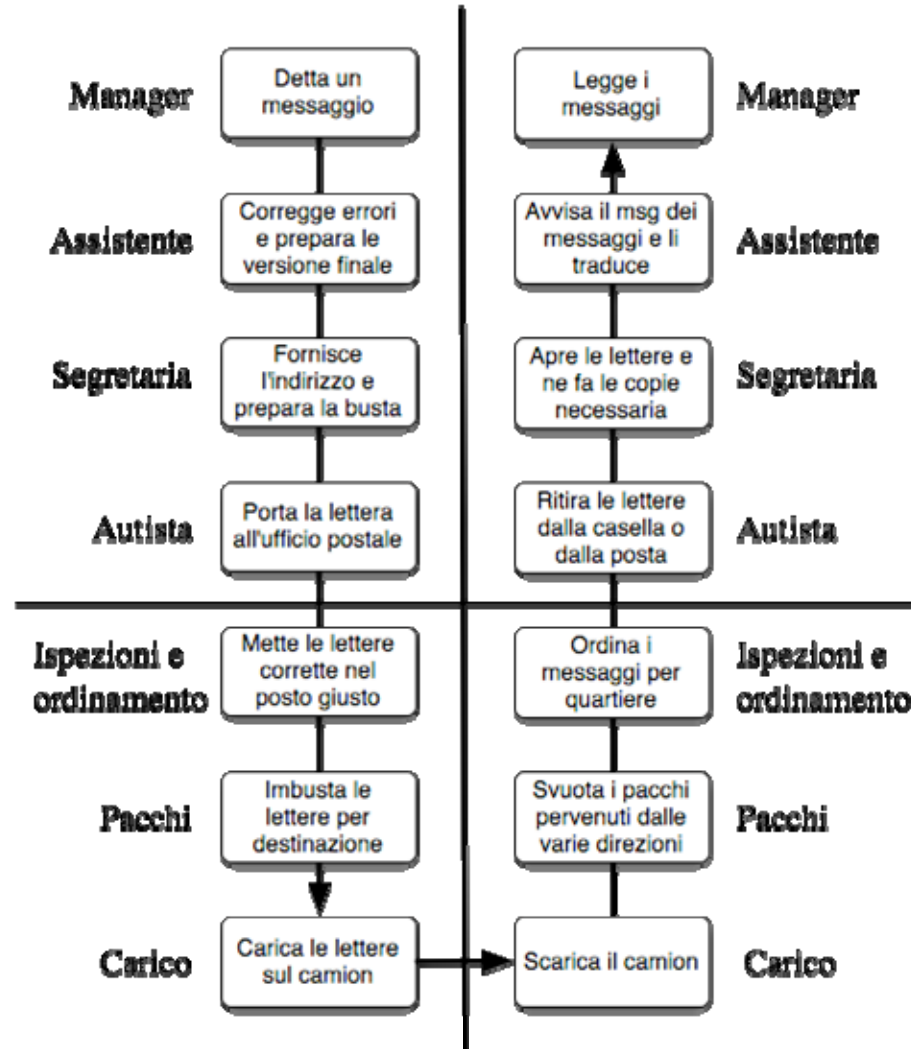 Manager
Detta un
messaggio
Legge i
messaggi
Manager
Assistente
Corregge errori
e prepara le
versione finale
Avvisa il msg dei
messaggi e li
traduce
Assistente
Segretaria
Fornisce
l'indirizzo e
prepara la busta
Apre le lettere e
ne fa le copie
necessaria
Segretaria
Autista
Porta la lettera
all'ufficio postale
Ritira le lettere
dalla casella o
dalla posta
Autista
Ispezioni e
ordinamento
Mette le lettere
corrette nel
posto giusto
Ordina i
messaggi per
quartiere
Ispezioni e
ordinamento
Pacchi
Imbusta le
lettere per
destinazione
Svuota i pacchi
pervenuti dalle
varie direzioni
Pacchi
Carico
Carica le lettere
sul camion
Scarica il camion
Carico